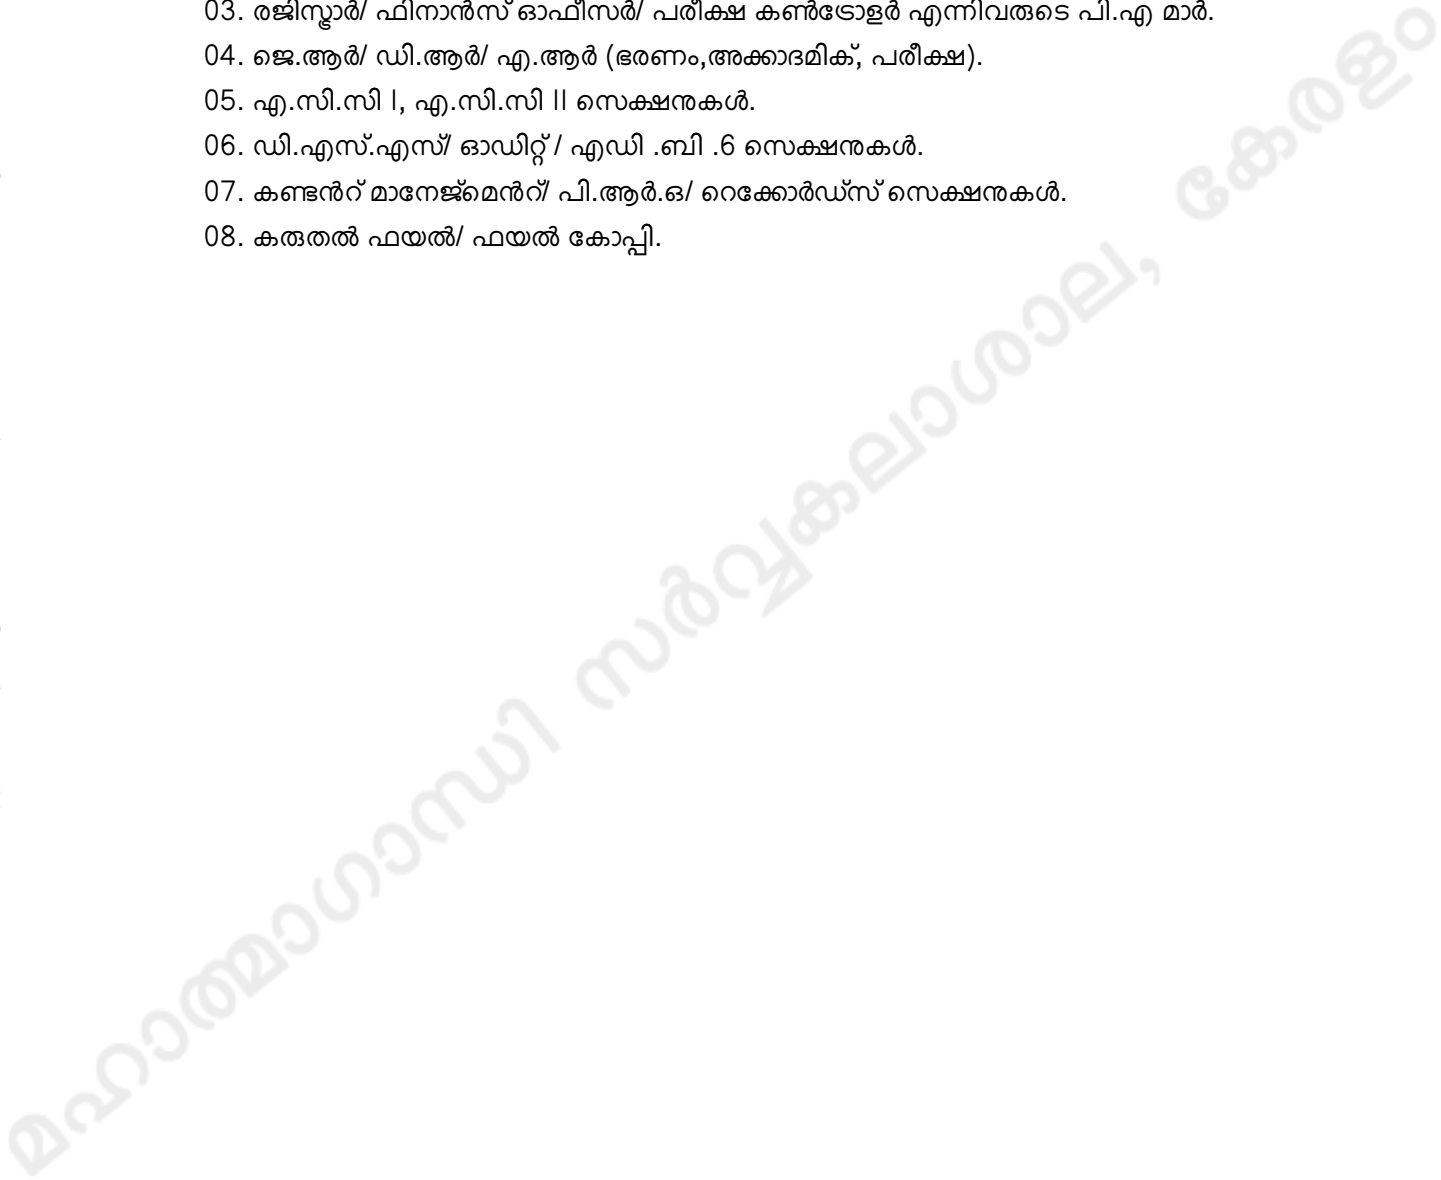 03. രജിസ്ട്രാർ/ ഫിനാൻസ് ഓഫീസർ/ പരീക്ഷ കൺട്രോളർ എന്നിവരുടെ പി.എ മാർ.
04. ജെ.ആർ/ ഡി.ആർ/ എ.ആർ (ഭരണം,അക്കാദമിക്, പരീക്ഷ).
05. എ.സി.സി I, എ.സി.സി II സെക്ഷനുകൾ.
06. ഡി.എസ്.എസ്/ ഓഡിറ്റ് / എഡി .ബി .6 സെക്ഷനുകൾ.
07. കണ്ടൻറ് മാനേജ്മെൻറ്/ പി.ആർ.ഒ/ റെക്കോർഡ്സ് സെക്ഷനുകൾ.
08. കരുതൽ ഫയൽ/ ഫയൽ കോപ്പി.
മഹാത്മാഗാന്ധി സർവ്വകലാശാല, കേരളം